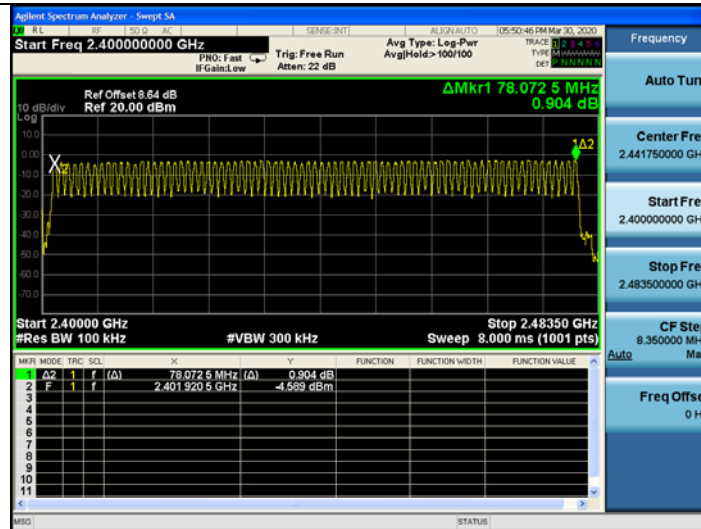 Agilent Spectrum Analyzer - Swept SA
RL RF 50 Ω AC SENSE:INT ALIGN AUTO 05:50:46 PM Mar 30, 2020
Start Freq 2.400000000 GHz
PNO: Fast
IFGain:Low
Trig: Free Run
Atten: 22 dB
Avg Type: Log-Pwr
Avg|Hold:> 100/100
TRACE 1 2 3 4 5 6
TYPE M
DET P N N N N N
Frequency
ΔMkr1 78.072 5 MHz
0.904 dB
Ref Offset 8.64 dB
Ref 20.00 dBm
10 dB/div
Log
10.0
0.00
-10.0
-20.0
-30.0
-40.0
-50.0
-60.0
-70.0
X2
1Δ2
Start 2.40000 GHz
Stop 2.48350 GHz
#Res BW 100 kHz
#VBW 300 kHz
Sweep 8.000 ms (1001 pts)
MKR MODE TRC SCL X Y FUNCTION FUNCTION WIDTH FUNCTION VALUE
1 Δ2 1 f (Δ) 78.072 5 MHz (Δ) 0.904 dB
2 F 1 f 2.401 920 5 GHz -4.589 dBm
3
4
5
6
7
8
9
10
11
MSG
STATUS
Auto Tun
Center Fre
2.441750000 GH
Start Fre
2.400000000 GH
Stop Fre
2.483500000 GH
CF Ste
8.350000 MH
Auto Ma
Freq Offse
0 H